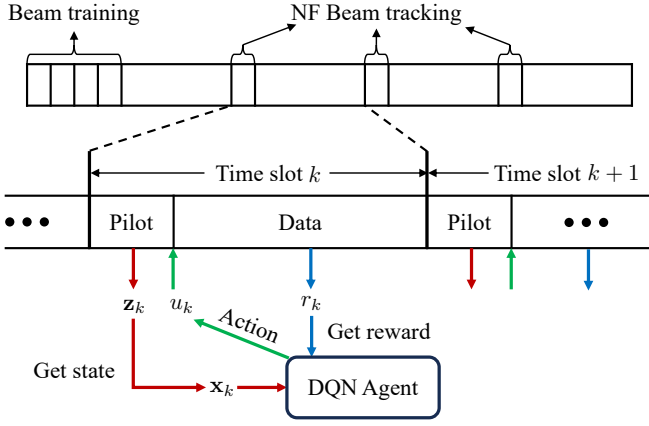 Beam training
NF Beam tracking
Time slot k
Time slot k + 1
••• Pilot Data Pilot •••
z_k u_k r_k
Action
Get reward
Get state
x_k
DQN Agent